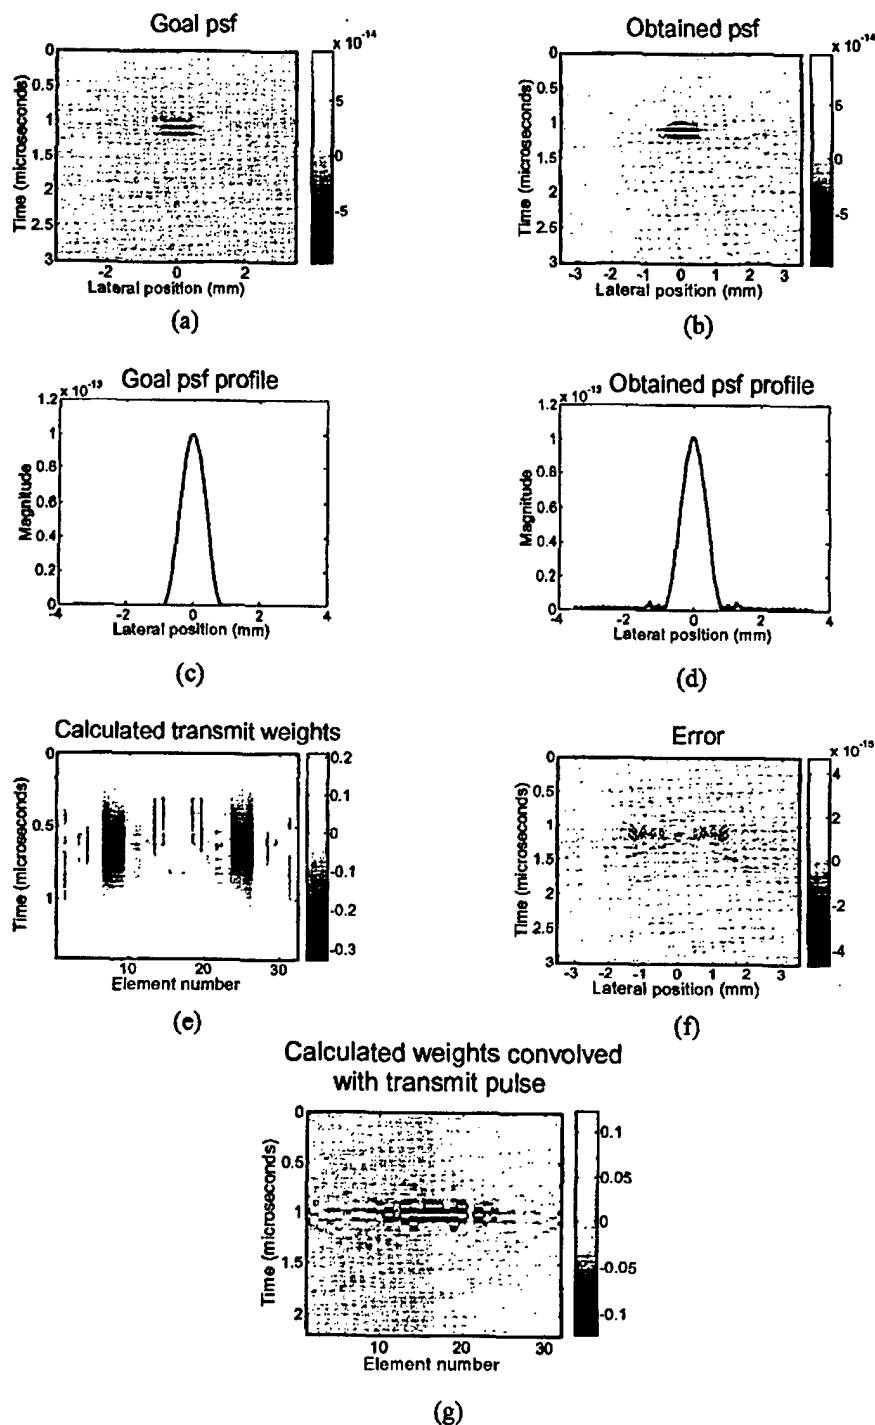 Goal psf
x 10^-14
0
0.5
1
1.5
2
2.5
3
Time (microseconds)
5
0
-5
-2 0 2
Lateral position (mm)
(a)
Obtained psf
x 10^-14
0
0.5
1
1.5
2
2.5
3
Time (microseconds)
5
0
-5
-3 -2 -1 0 1 2 3
Lateral position (mm)
(b)
Goal psf profile
x 10^-13
1.2
1
0.8
0.6
0.4
0.2
0
Magnitude
-4 -2 0 2 4
Lateral position (mm)
(c)
Obtained psf profile
x 10^-13
1.2
1
0.8
0.6
0.4
0.2
0
Magnitude
-4 -2 0 2 4
Lateral position (mm)
(d)
Calculated transmit weights
0
0.5
1
Time (microseconds)
0.2
0.1
0
-0.1
-0.2
-0.3
10 20 30
Element number
(e)
Error
x 10^-15
0
0.5
1
1.5
2
2.5
3
Time (microseconds)
4
2
0
-2
-4
-3 -2 -1 0 1 2 3
Lateral position (mm)
(f)
Calculated weights convolved
with transmit pulse
0
0.5
1
1.5
2
Time (microseconds)
0.1
0.05
0
-0.05
-0.1
10 20 30
Element number
(g)